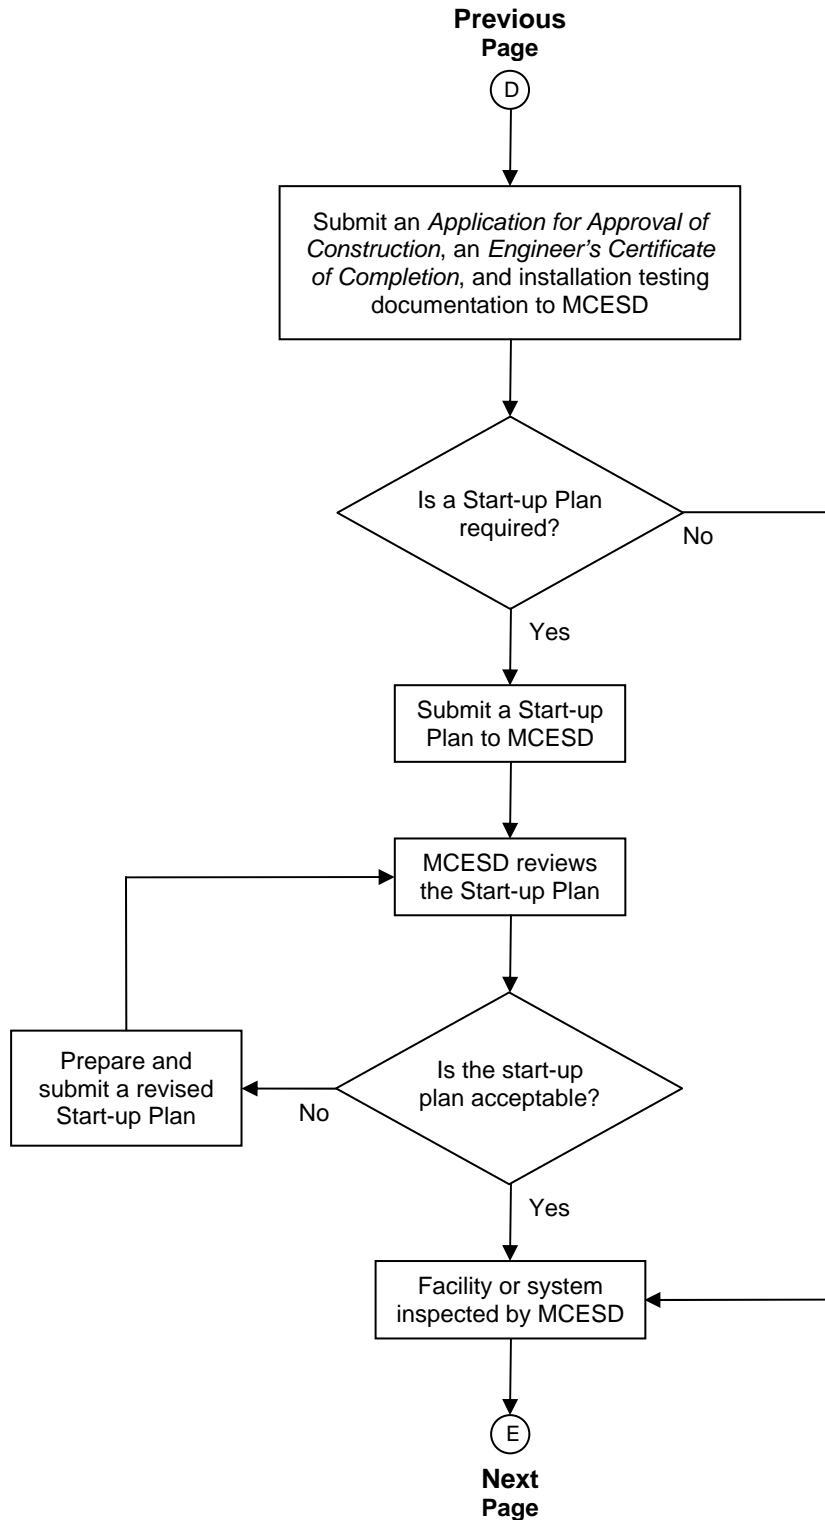 Previous
Page
D
Submit an Application for Approval of
Construction, an Engineer’s Certificate
of Completion, and installation testing
documentation to MCESD
Is a Start-up Plan
required?
No
Yes
Submit a Start-up
Plan to MCESD
MCESD reviews
the Start-up Plan
Prepare and
submit a revised
Start-up Plan
No
Is the start-up
plan acceptable?
Yes
Facility or system
inspected by MCESD
E
Next
Page